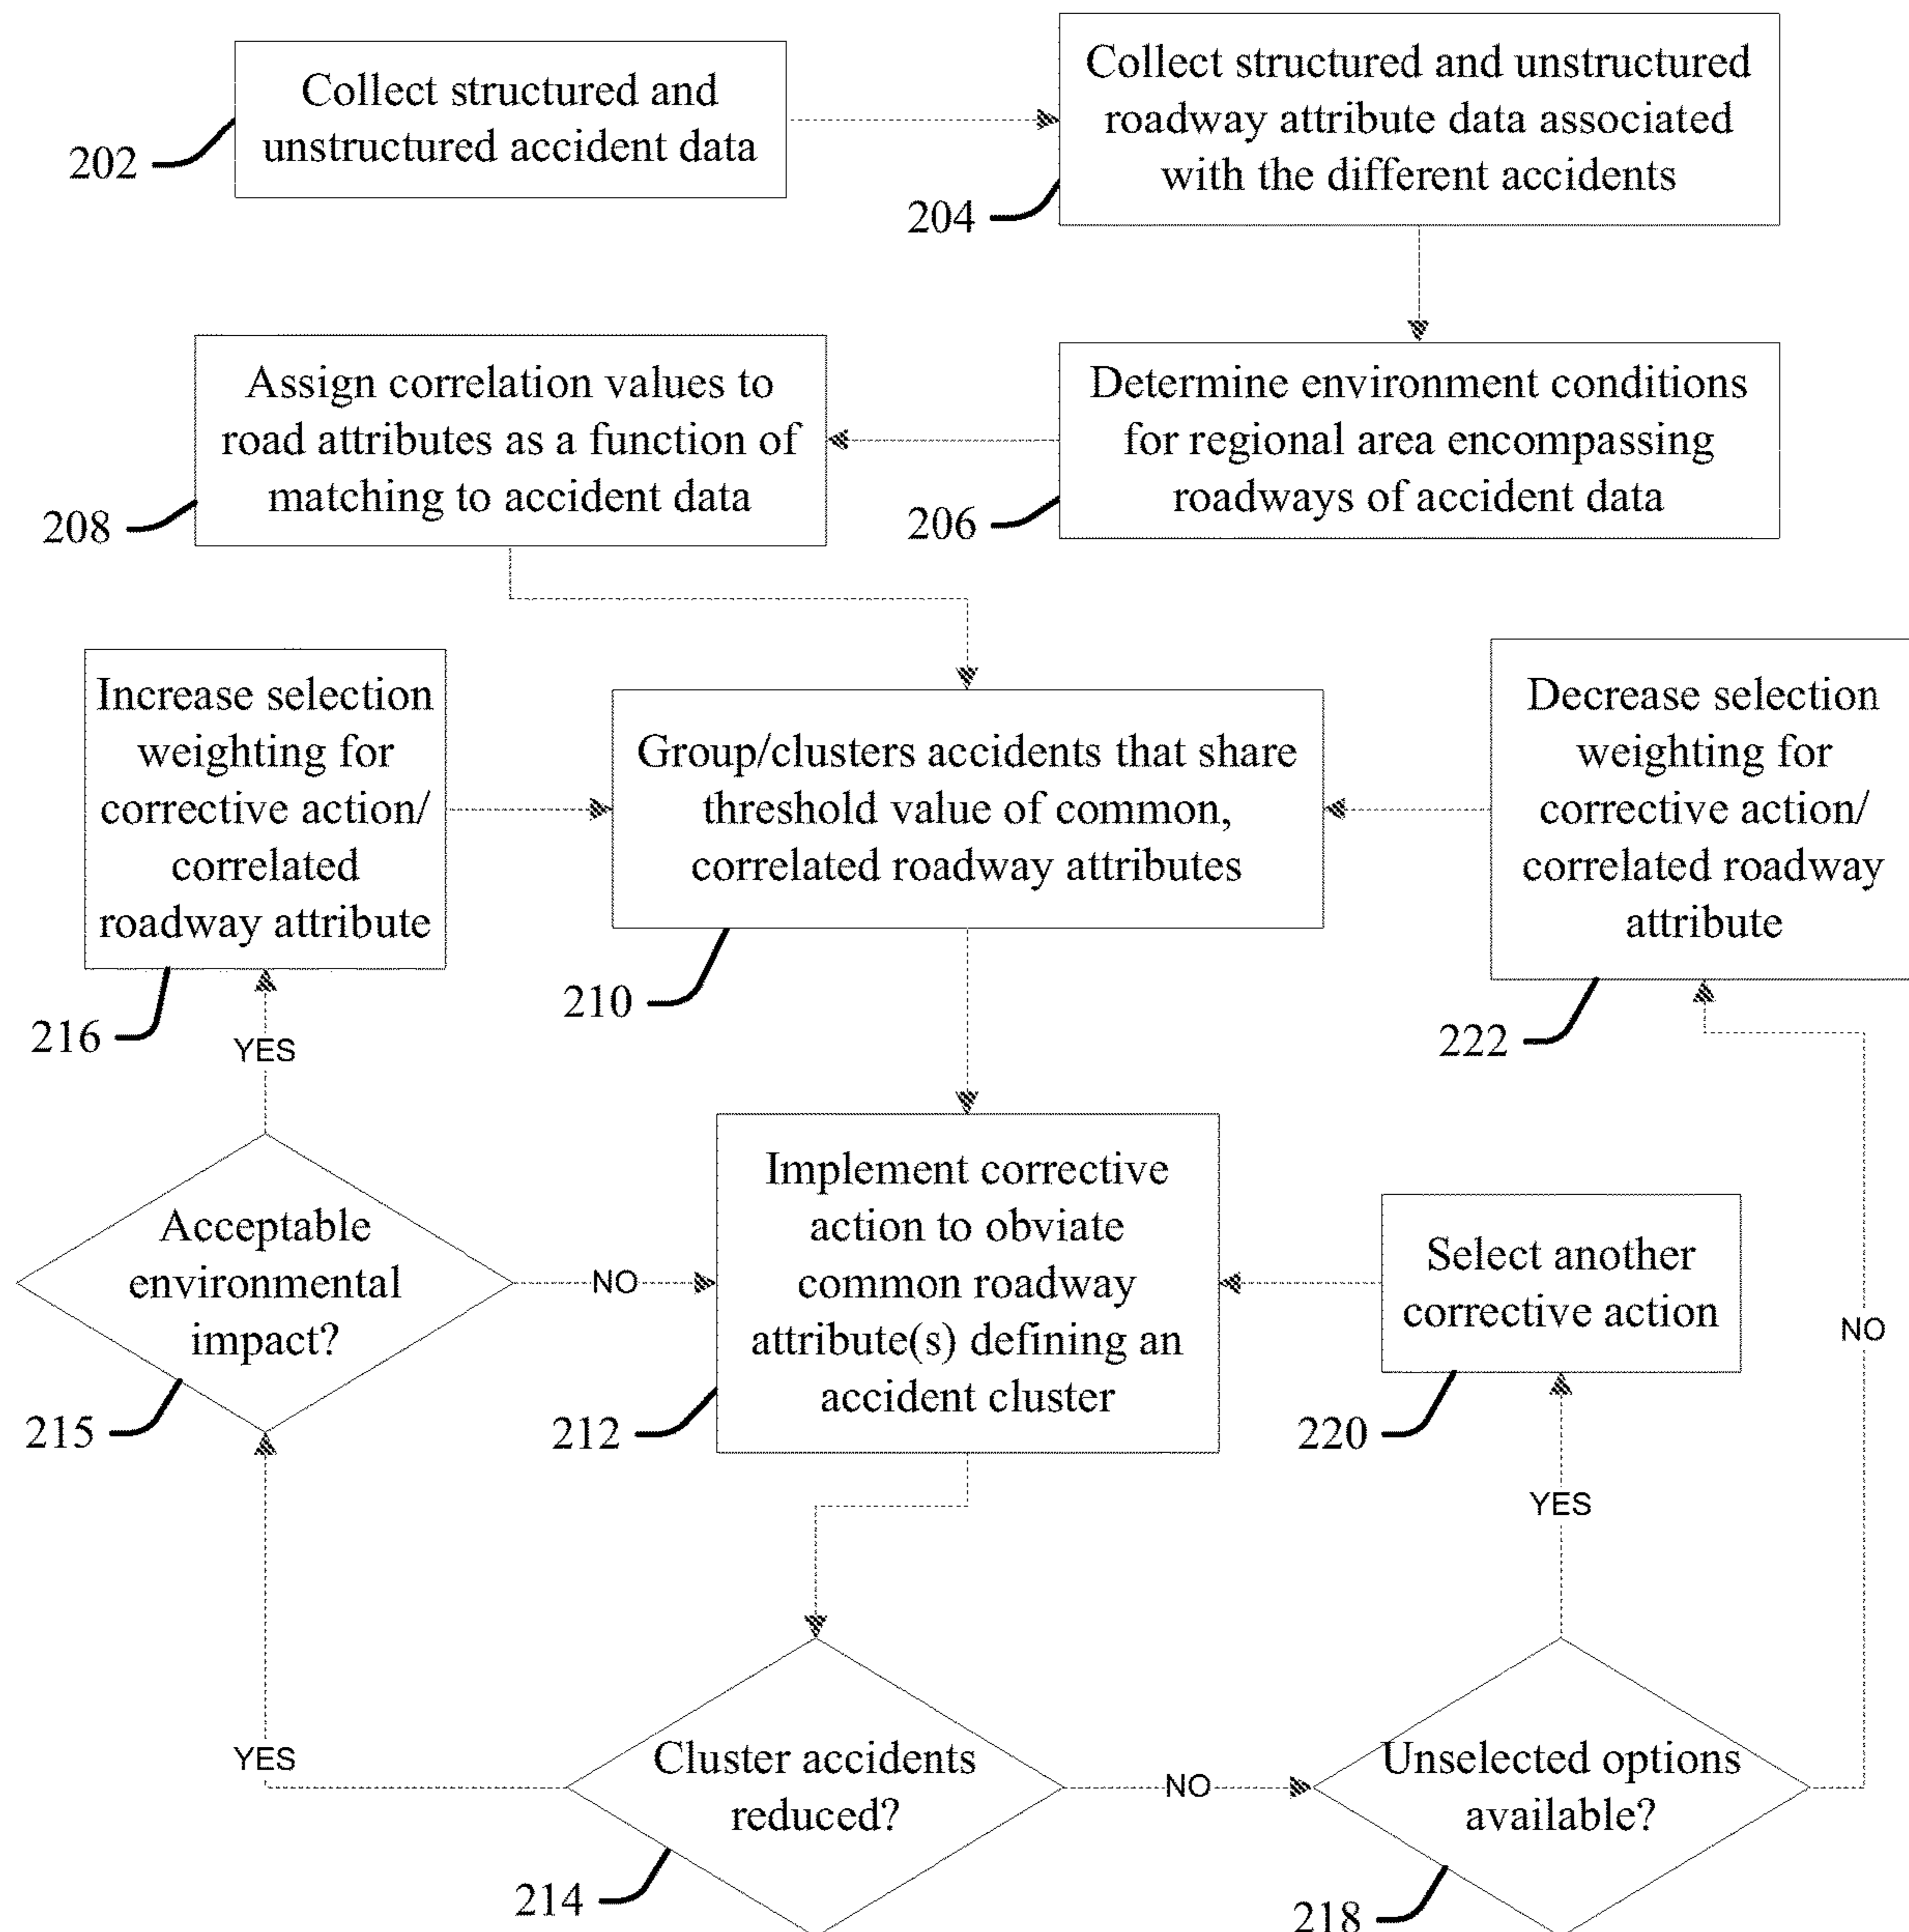 Collect structured and
unstructured accident data
202
Collect structured and unstructured
roadway attribute data associated
with the different accidents
204
Assign correlation values to
road attributes as a function of
matching to accident data
208
Determine environment conditions
for regional area encompassing
roadways of accident data
206
Increase selection
weighting for
corrective action/
correlated
roadway attribute
216
Group/clusters accidents that share
threshold value of common,
correlated roadway attributes
210
Decrease selection
weighting for
corrective action/
correlated roadway
attribute
222
YES
Acceptable
environmental
impact?
215
NO
Implement corrective
action to obviate
common roadway
attribute(s) defining an
accident cluster
212
Select another
corrective action
220
NO
YES
YES
Cluster accidents
reduced?
214
NO
Unselected options
available?
218